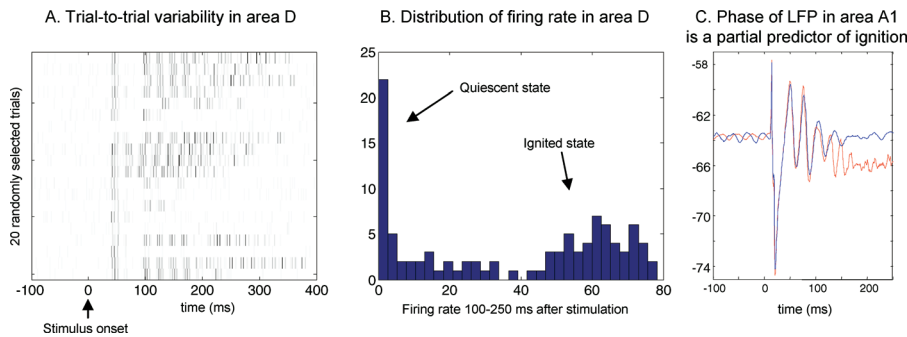 A. Trial-to-trial variability in area D
20 randomly selected trials)
-100 0 100 200 300 400
time (ms)
Stimulus onset
B. Distribution of firing rate in area D
25
20
15
10
5
0
Quiescent state
Ignited state
0 20 40 60 80
Firing rate 100-250 ms after stimulation
C. Phase of LFP in area A1
is a partial predictor of ignition
-58
-62
-66
-70
-74
-100 0 100 200
time (ms)